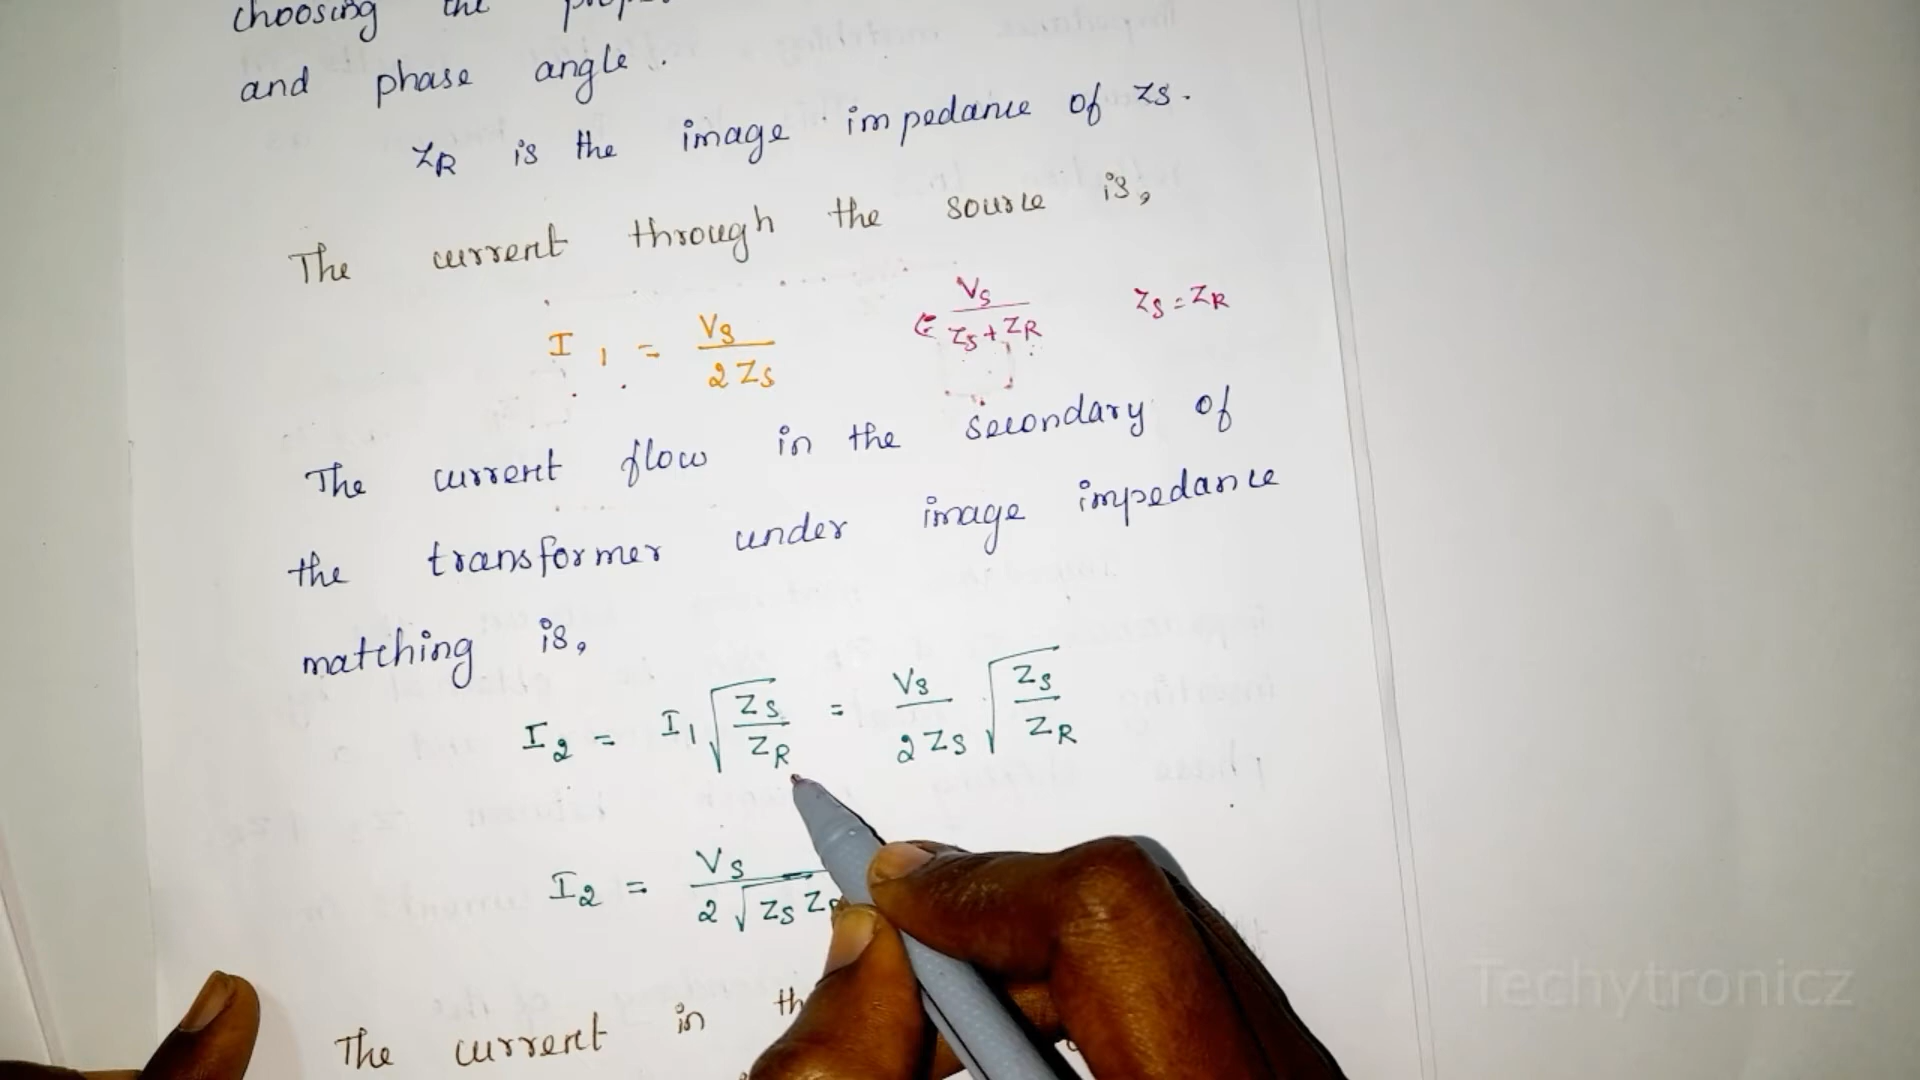 choosing the
and phase angle.
ZR is the image impedance of ZS.
The current through the source is,
I1 = VS / 2ZS   VS / ZS + ZR   ZS = ZR
The current flow in the secondary of
the transformer under image impedance
matching is,
I2 = I1 √(ZS / ZR) = VS / 2ZS √(ZS / ZR)
I2 = VS / 2√ZS Z
The current in
Techytronicz